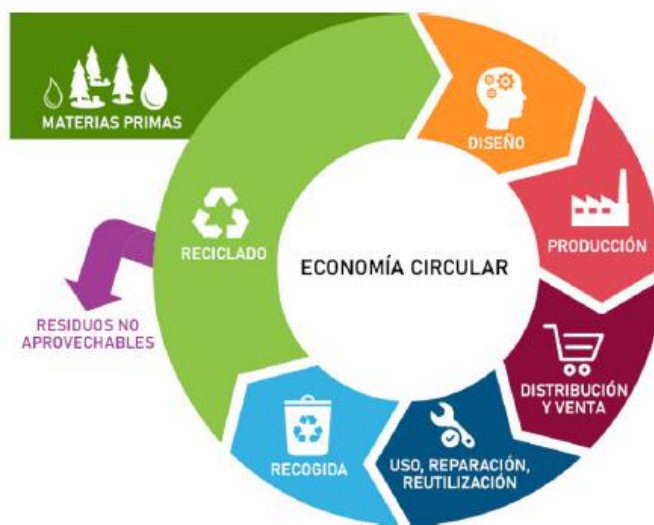 MATERIAS PRIMAS
DISEÑO
PRODUCCIÓN
RECICLADO
ECONOMÍA CIRCULAR
RESIDUOS NO
APROVECHABLES
DISTRIBUCIÓN
Y VENTA
RECOGIDA
USO, REPARACIÓN,
REUTILIZACIÓN